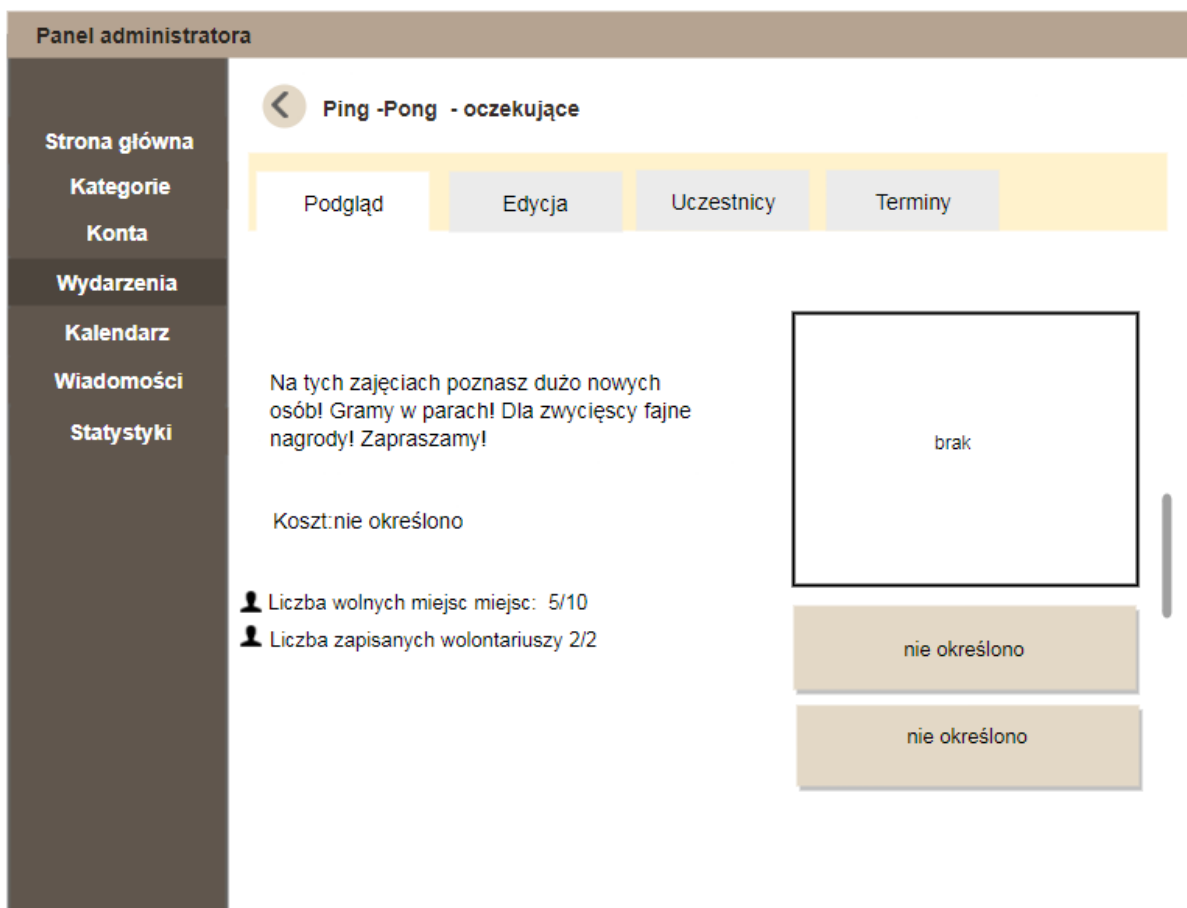 Panel administratora
Strona główna
Kategorie
Konta
Wydarzenia
Kalendarz
Wiadomości
Statystyki
Ping -Pong - oczekujące
Podgląd
Edycja
Uczestnicy
Terminy
Na tych zajęciach poznasz dużo nowych
osób! Gramy w parach! Dla zwycięscy fajne
nagrody! Zapraszamy!
Koszt:nie określono
Liczba wolnych miejsc miejsc: 5/10
Liczba zapisanych wolontariuszy 2/2
brak
nie określono
nie określono